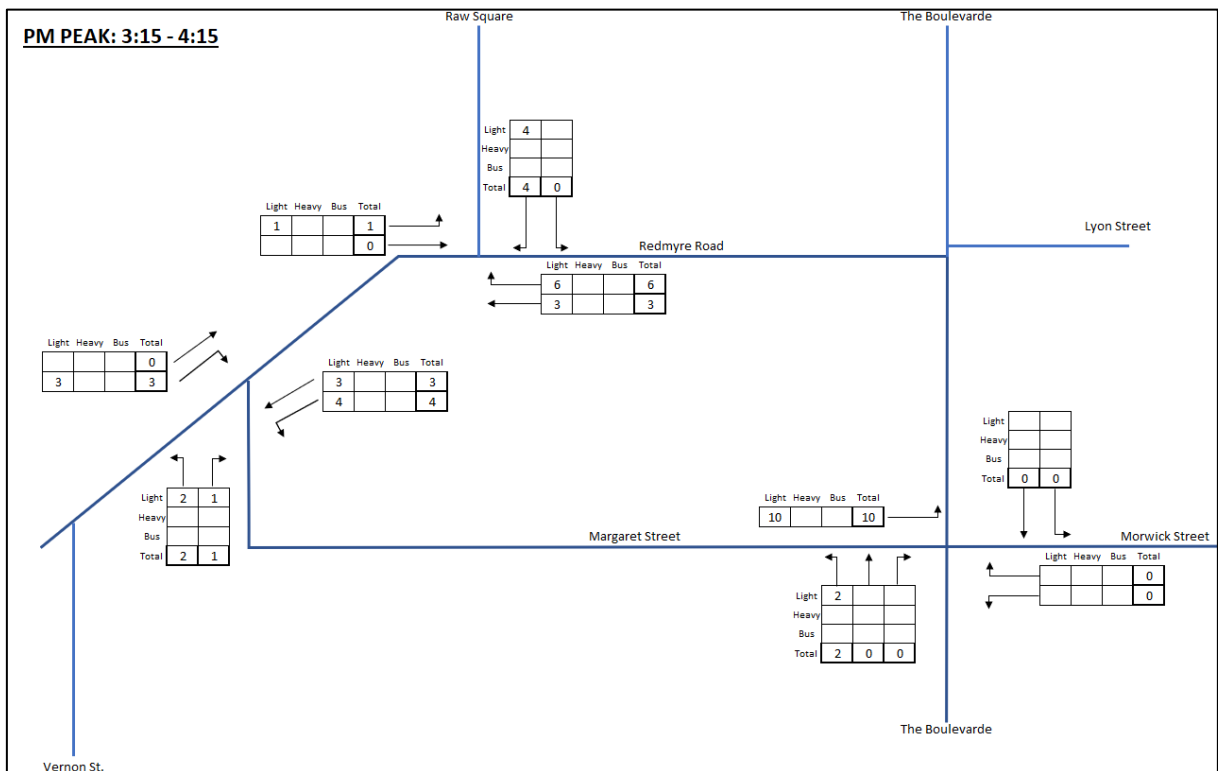 Raw Square
The Boulevarde
PM PEAK: 3:15 - 4:15
Light 4
Heavy
Bus
Total 4 0
Light Heavy Bus Total
1 1
0
Lyon Street
Redmyre Road
Light Heavy Bus Total
6 6
3 3
Light Heavy Bus Total
0
3 3
Light Heavy Bus Total
3 3
4 4
Light
Heavy
Bus
Total 0 0
Light 2 1
Heavy
Bus
Total 2 1
Light Heavy Bus Total
10 10
Margaret Street
Morwick Street
Light Heavy Bus Total
0
0
Light 2
Heavy
Bus
Total 2 0 0
The Boulevarde
Vernon St.